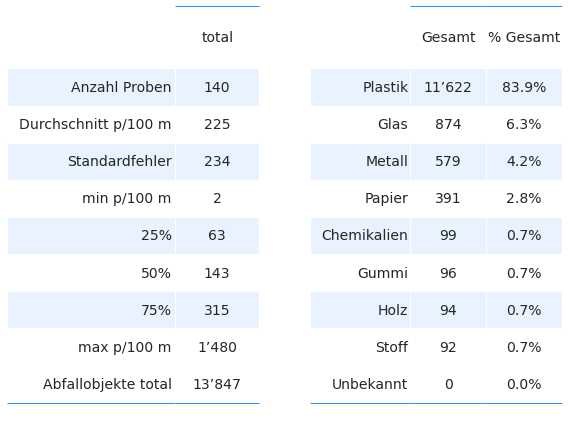 total
Anzahl Proben 140
Durchschnitt p/100 m 225
Standardfehler 234
min p/100 m 2
25% 63
50% 143
75% 315
max p/100 m 1’480
Abfallobjekte total 13’847
Gesamt % Gesamt
Plastik 11’622 83.9%
Glas 874 6.3%
Metall 579 4.2%
Papier 391 2.8%
Chemikalien 99 0.7%
Gummi 96 0.7%
Holz 94 0.7%
Stoff 92 0.7%
Unbekannt 0 0.0%